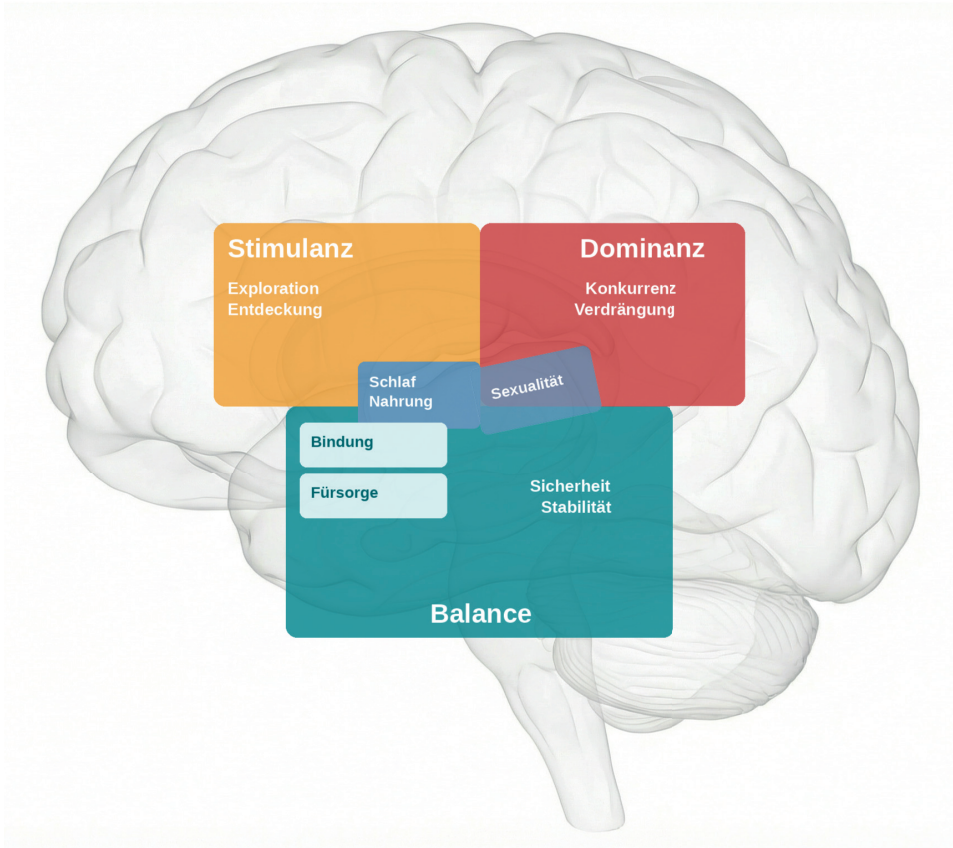 Stimulanz
Exploration
Entdeckung
Dominanz
Konkurrenz
Verdrängung
Schlaf
Nahrung
Sexualität
Bindung
Fürsorge
Sicherheit
Stabilität
Balance